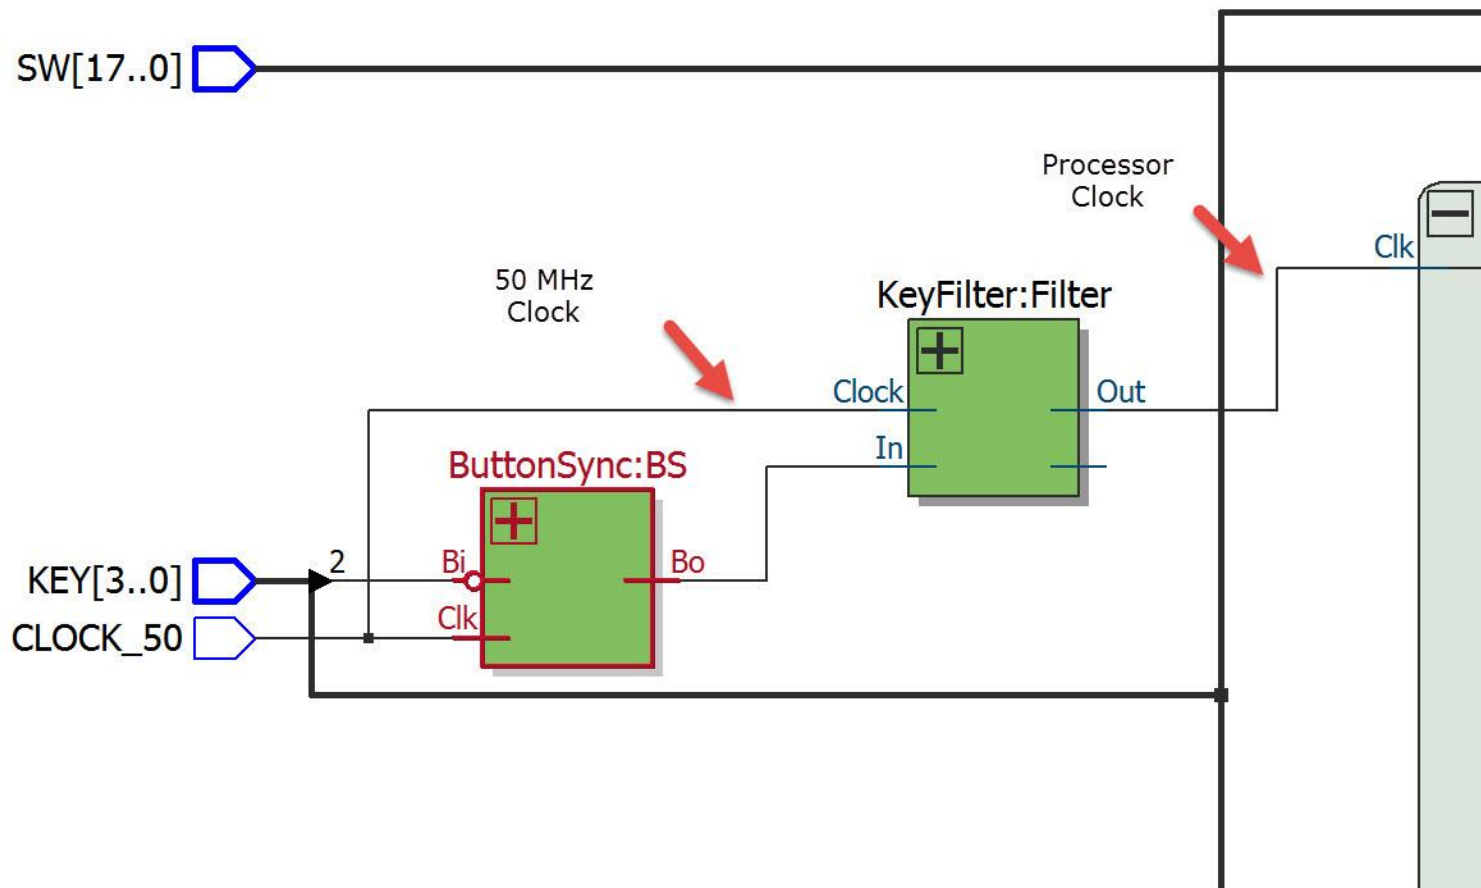 SW[17..0]
Processor
Clock
Clk
50 MHz
Clock
KeyFilter:Filter
Clock
Out
In
ButtonSync:BS
2
Bi
Bo
KEY[3..0]
Clk
CLOCK_50